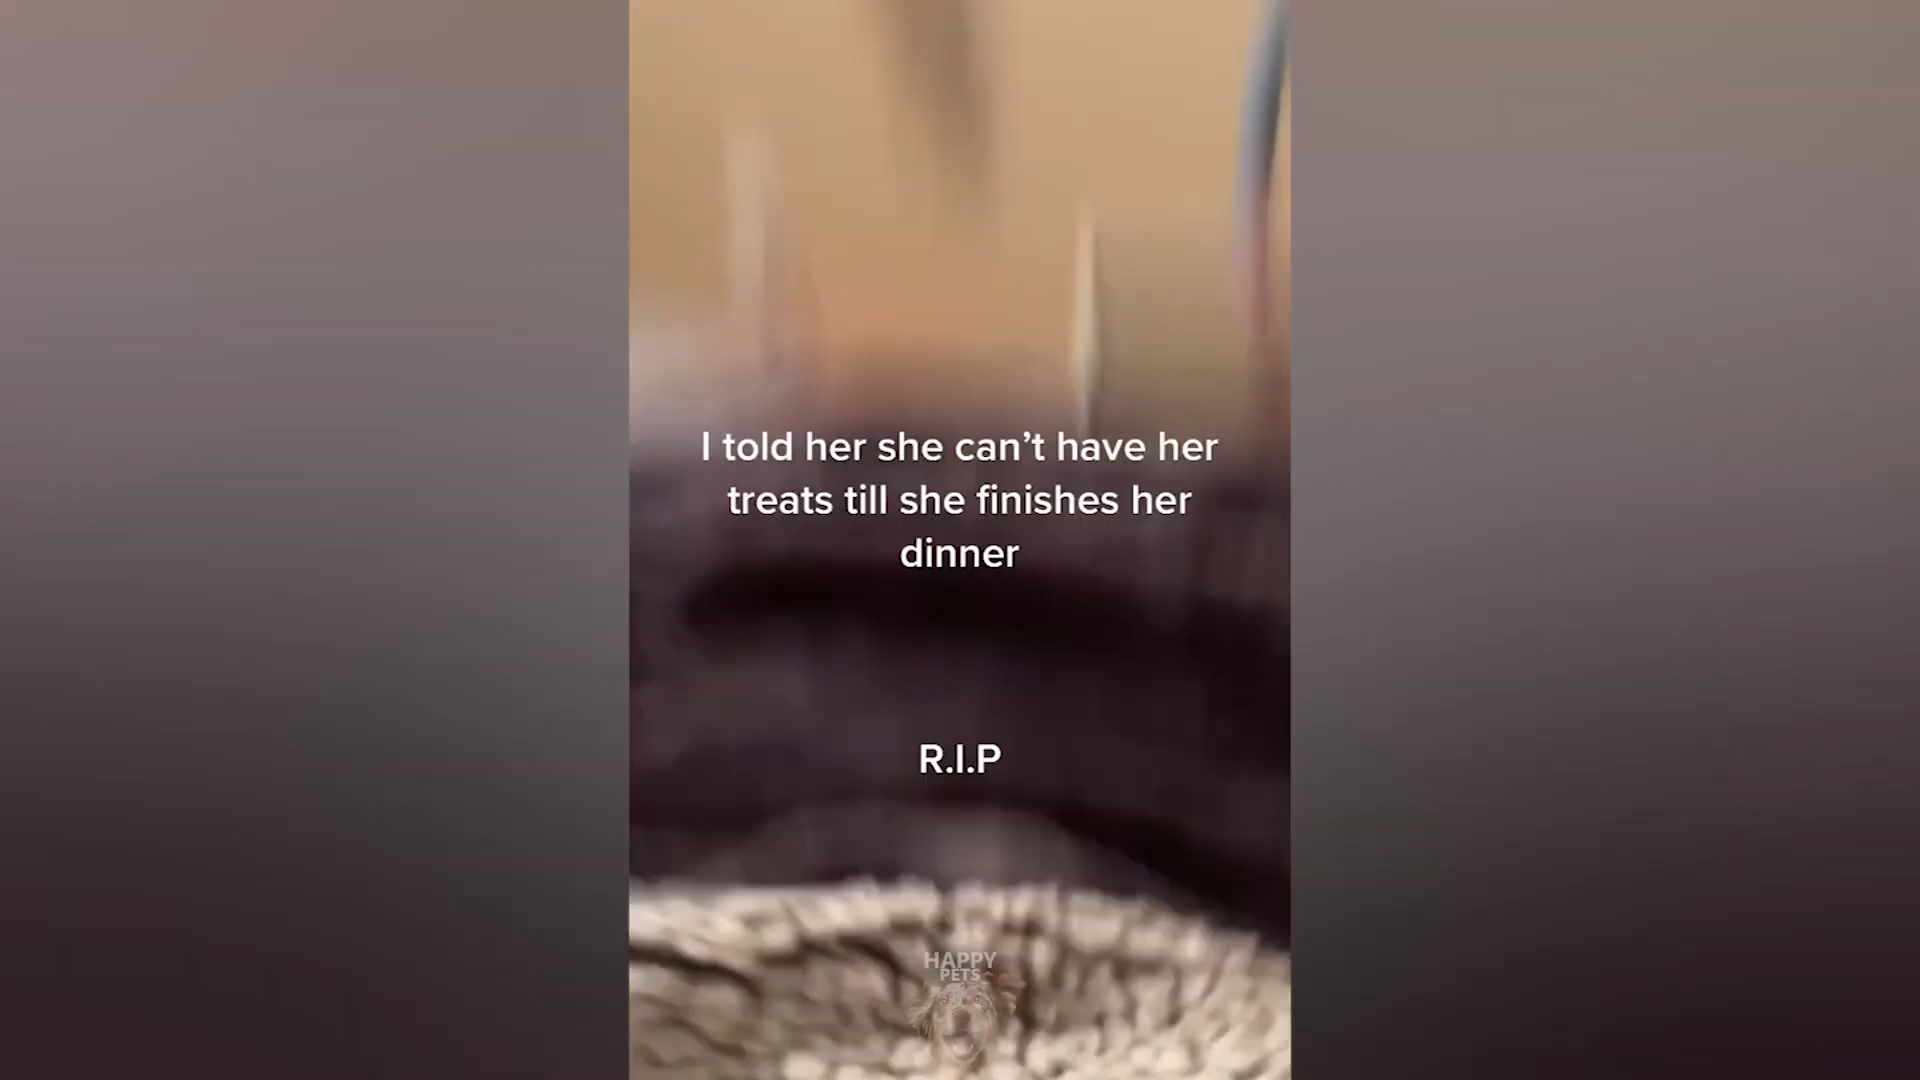 I told her she can’t have her
treats till she finishes her
dinner
R.I.P
HAPPY
PETS